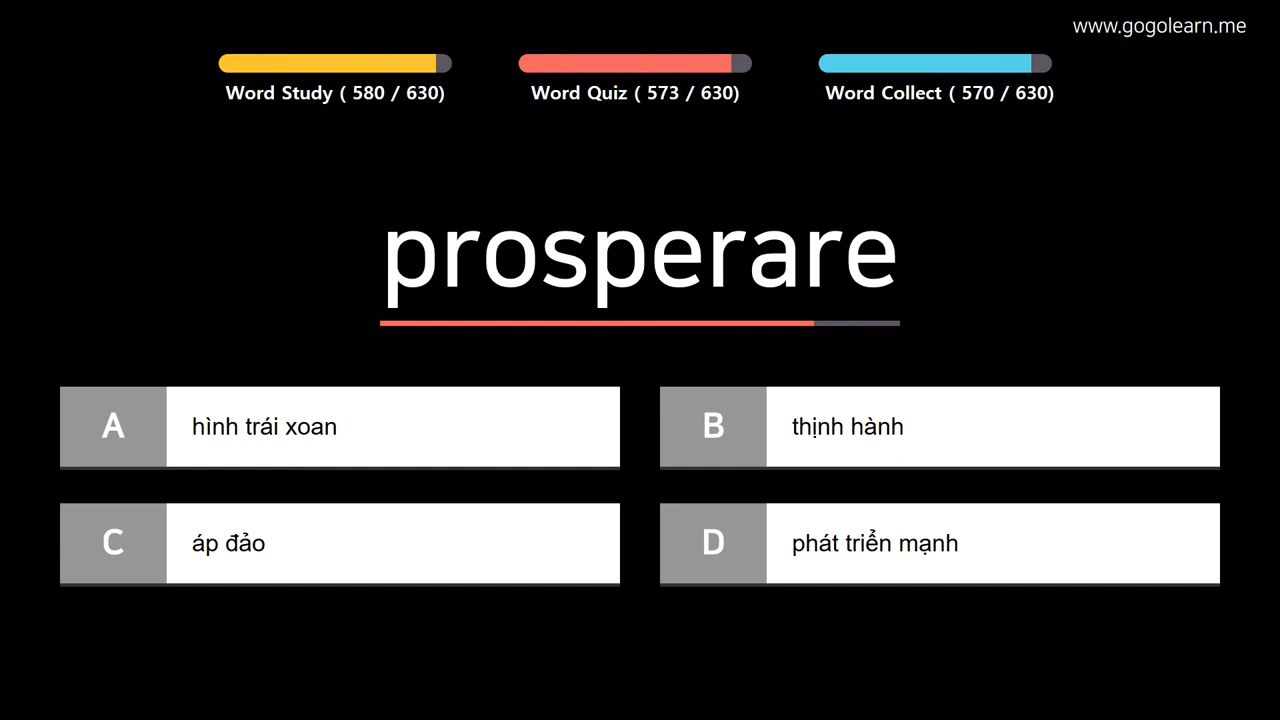 www.gogolearn.me
Word Study ( 580 / 630)
Word Quiz ( 573 / 630)
Word Collect ( 570 / 630)
prosperare
A hình trái xoan
B thịnh hành
C áp đảo
D phát triển mạnh